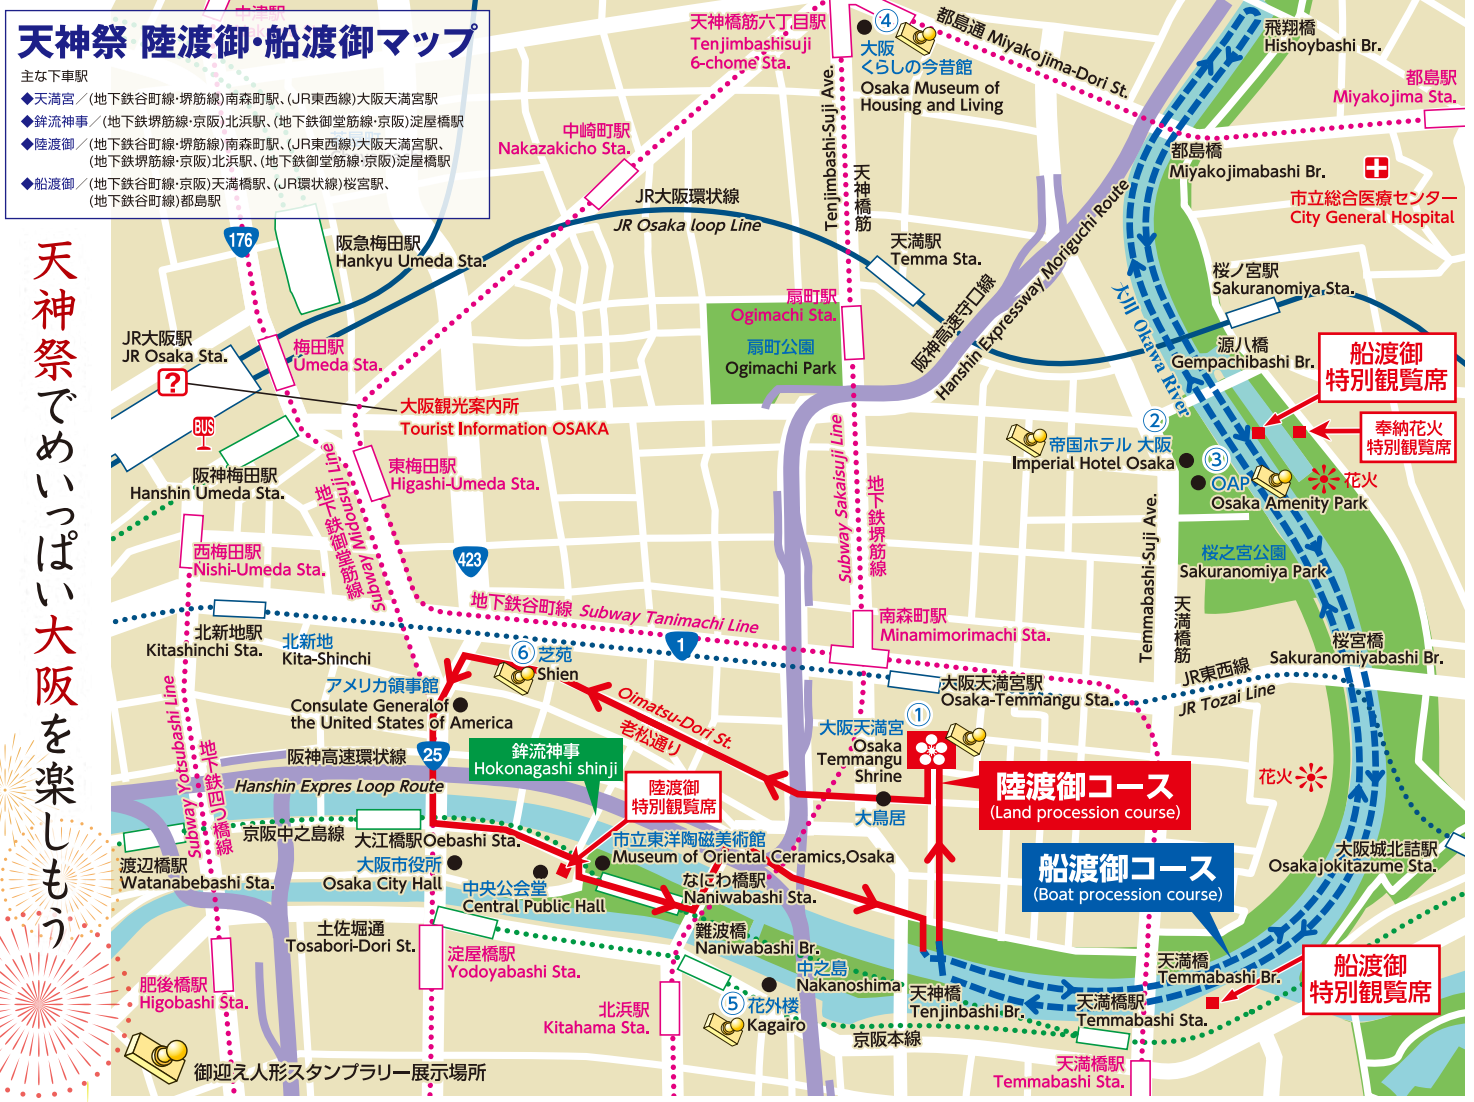 天神祭 陸渡御・船渡御マップ
主な下車駅
◆天満宮／(地下鉄谷町線・堺筋線)南森町駅、(JR東西線)大阪天満宮駅
◆鉾流神事／(地下鉄堺筋線・京阪)北浜駅、(地下鉄御堂筋線・京阪)淀屋橋駅
◆陸渡御／(地下鉄谷町線・堺筋線)南森町駅、(JR東西線)大阪天満宮駅、
(地下鉄堺筋線・京阪)北浜駅、(地下鉄御堂筋線・京阪)淀屋橋駅
◆船渡御／(地下鉄谷町線・京阪)天満橋駅、(JR環状線)桜宮駅、
(地下鉄谷町線)都島駅
天神祭でめいっぱい大阪を楽しもう
中津駅
天神橋筋六丁目駅
Tenjimbashisuji
6-chome Sta.
④
大阪
くらしの今昔館
Osaka Museum of
Housing and Living
都島通 Miyakojima-Dori St.
飛翔橋
Hishoybashi Br.
都島駅
Miyakojima Sta.
都島橋
Miyakojimabashi Br.
市立総合医療センター
City General Hospital
中崎町駅
Nakazakicho Sta.
Tenjimbashi-Suji Ave.
天神橋筋
JR大阪環状線
JR Osaka loop Line
176
阪急梅田駅
Hankyu Umeda Sta.
天満駅
Temma Sta.
阪神高速守口線
Hanshin Expressway Moriguchi Route
大川 Okawa River
桜ノ宮駅
Sakuranomiya Sta.
扇町駅
Ogimachi Sta.
扇町公園
Ogimachi Park
源八橋
Gempachibashi Br.
船渡御
特別観覧席
奉納花火
特別観覧席
JR大阪駅
JR Osaka Sta.
?
梅田駅
Umeda Sta.
大阪観光案内所
Tourist Information OSAKA
BUS
②
帝国ホテル 大阪
Imperial Hotel Osaka
③
OAP
Osaka Amenity Park
花火
阪神梅田駅
Hanshin Umeda Sta.
東梅田駅
Higashi-Umeda Sta.
地下鉄御堂筋線
Subway Midousuji Line
Subway Sakaisuji Line
地下鉄堺筋線
Temmabashi-Suji Ave.
天満橋筋
桜之宮公園
Sakuranomiya Park
西梅田駅
Nishi-Umeda Sta.
423
地下鉄谷町線 Subway Tanimachi Line
1
南森町駅
Minamimorimachi Sta.
北新地駅
Kitashinchi Sta.
北新地
Kita-Shinchi
⑥ 芝苑
Shien
桜宮橋
Sakuranomiyabashi Br.
JR東西線
JR Tozai Line
大阪天満宮駅
Osaka-Temmangu Sta.
アメリカ領事館
Consulate Generalof
the United States of America
Oimatsu-Dori St.
老松通り
大阪天満宮
Osaka
Temmangu
Shrine
①
Subway Yotsubashi Line
地下鉄四つ橋線
阪神高速環状線
Hanshin Expres Loop Route
25
鉾流神事
Hokonagashi shinji
陸渡御
特別観覧席
陸渡御コース
(Land procession course)
花火
大鳥居
京阪中之島線
大江橋駅Oebashi Sta.
市立東洋陶磁美術館
Museum of Oriental Ceramics,Osaka
船渡御コース
(Boat procession course)
大阪城北詰駅
Osakajokitazume Sta.
渡辺橋駅
Watanabebashi Sta.
大阪市役所
Osaka City Hall
中央公会堂
Central Public Hall
なにわ橋駅
Naniwabashi Sta.
土佐堀通
Tosabori-Dori St.
難波橋
Naniwabashi Br.
淀屋橋駅
Yodoyabashi Sta.
中之島
Nakanoshima
天満橋
Temmabashi Br.
船渡御
特別観覧席
肥後橋駅
Higobashi Sta.
北浜駅
Kitahama Sta.
⑤ 花外楼
Kagairo
天神橋
Tenjinbashi Br.
天満橋駅
Temmabashi Sta.
京阪本線
天満橋駅
Temmabashi Sta.
御迎え人形スタンプラリー展示場所